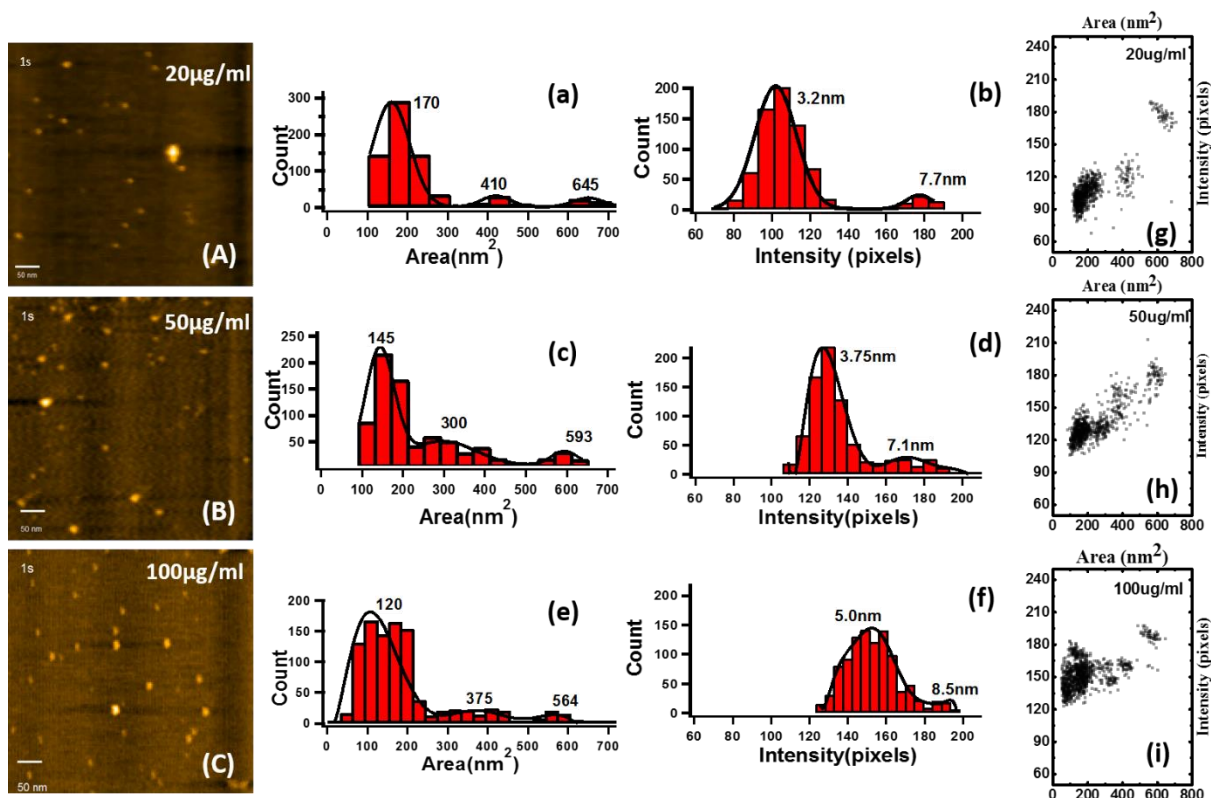 1s
20µg/ml
50 nm
(A)
(a)
300
200
100
0
Count
170
410
645
0 100 200 300 400 500 600 700
Area(nm²)
(b)
200
150
100
50
0
Count
3.2nm
7.7nm
60 80 100 120 140 160 180 200
Intensity (pixels)
Area (nm²)
240
210
180
150
120
90
60
20ug/ml
(g)
0 200 400 600 800
Intensity (pixels)
1s
50µg/ml
50 nm
(B)
(c)
250
200
150
100
50
Count
145
300
593
0 100 200 300 400 500 600 700
Area(nm²)
(d)
200
150
100
50
0
Count
3.75nm
7.1nm
60 80 100 120 140 160 180 200
Intensity(pixels)
Area (nm²)
240
210
180
150
120
90
60
50ug/ml
(h)
0 200 400 600 800
Intensity (pixels)
1s
100µg/ml
50 nm
(C)
(e)
200
150
100
50
0
Count
120
375
564
0 100 200 300 400 500 600 700
Area(nm²)
(f)
200
150
100
50
0
Count
5.0nm
8.5nm
60 80 100 120 140 160 180 200
Intensity(pixels)
Area (nm²)
240
210
180
150
120
90
60
100ug/ml
(i)
0 200 400 600 800
Intensity (pixels)